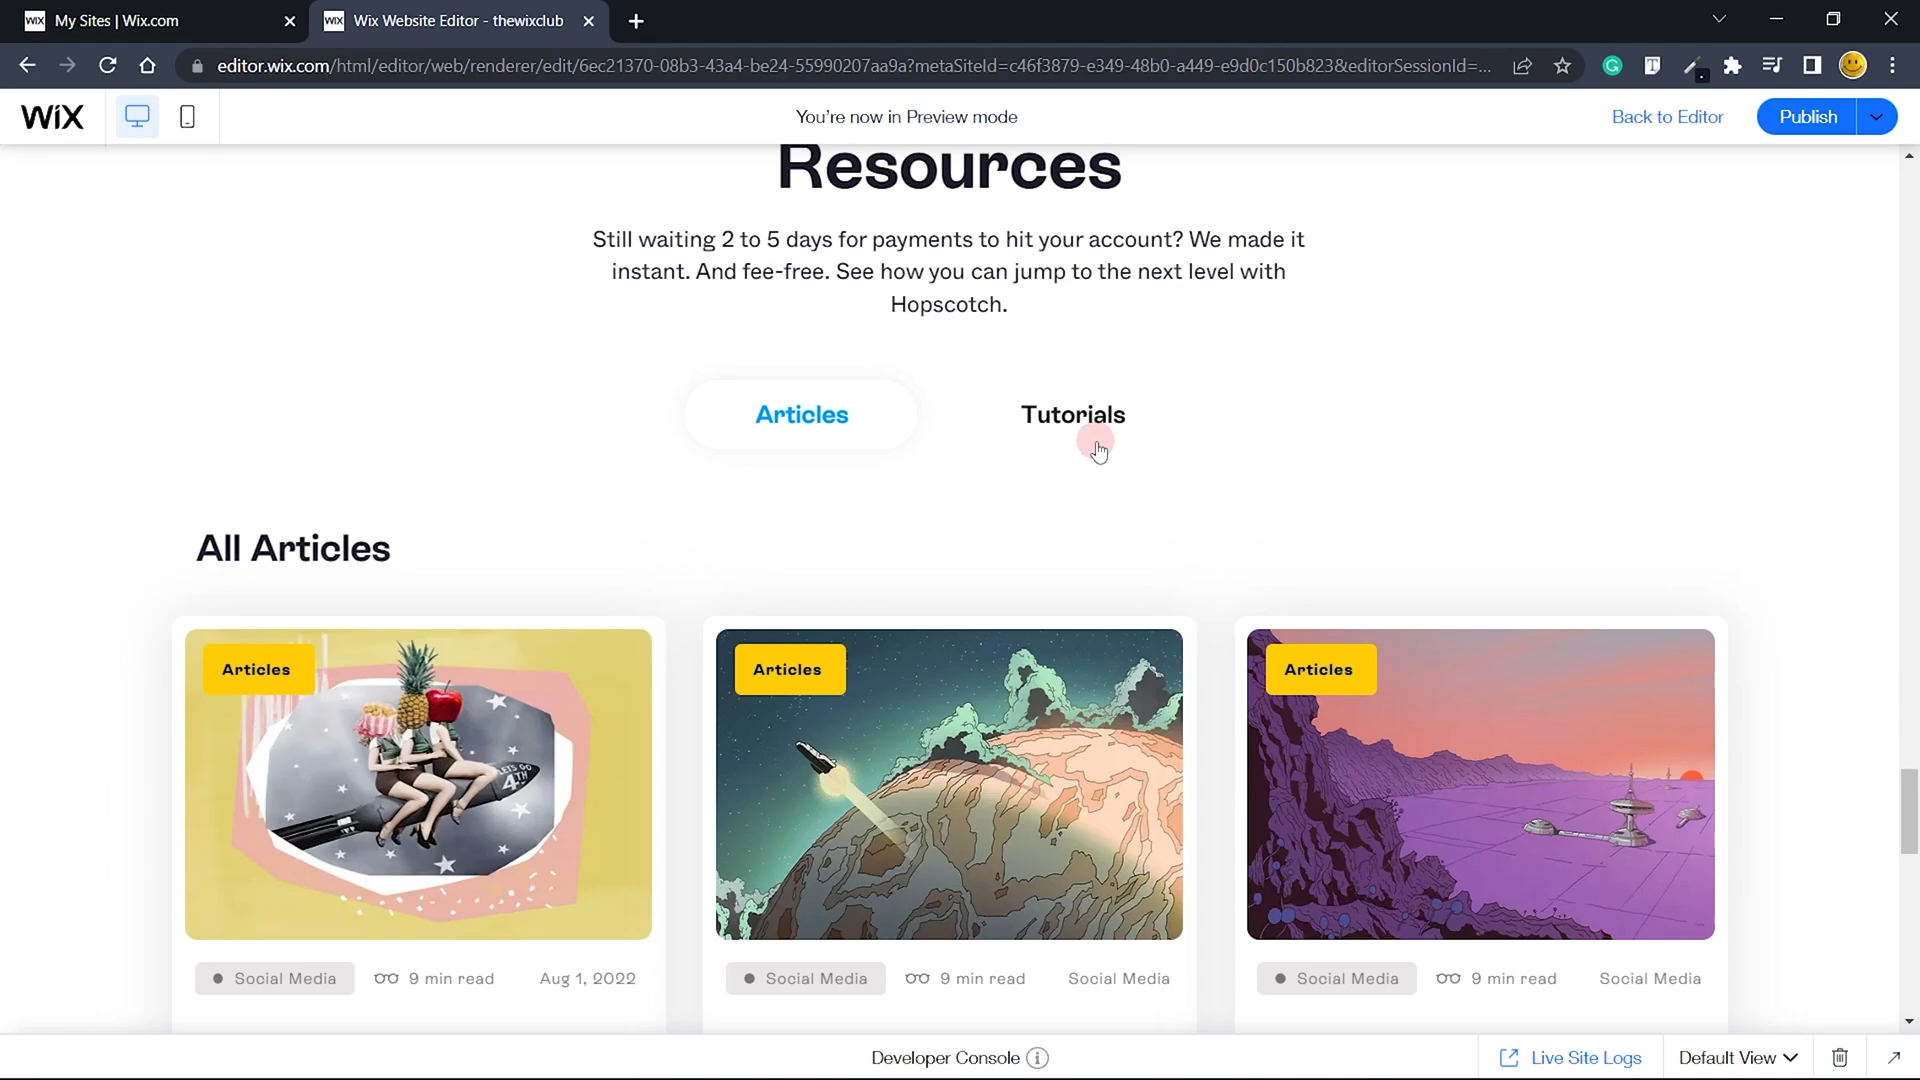 WIX My Sites | Wix.com
WIX Wix Website Editor - thewixclub
editor.wix.com/html/editor/web/renderer/edit/6ec21370-08b3-43a4-be24-55990207aa9a?metaSiteId=c46f3879-e349-48b0-a449-e9d0c150b823&editorSessionId=...
WiX
You're now in Preview mode
Back to Editor
Publish
Resources
Still waiting 2 to 5 days for payments to hit your account? We made it
instant. And fee-free. See how you can jump to the next level with
Hopscotch.
Articles
Tutorials
All Articles
Articles
LETS GO
4TH
Social Media
9 min read
Aug 1, 2022
Articles
Social Media
9 min read
Social Media
Articles
Social Media
9 min read
Social Media
Developer Console
Live Site Logs
Default View